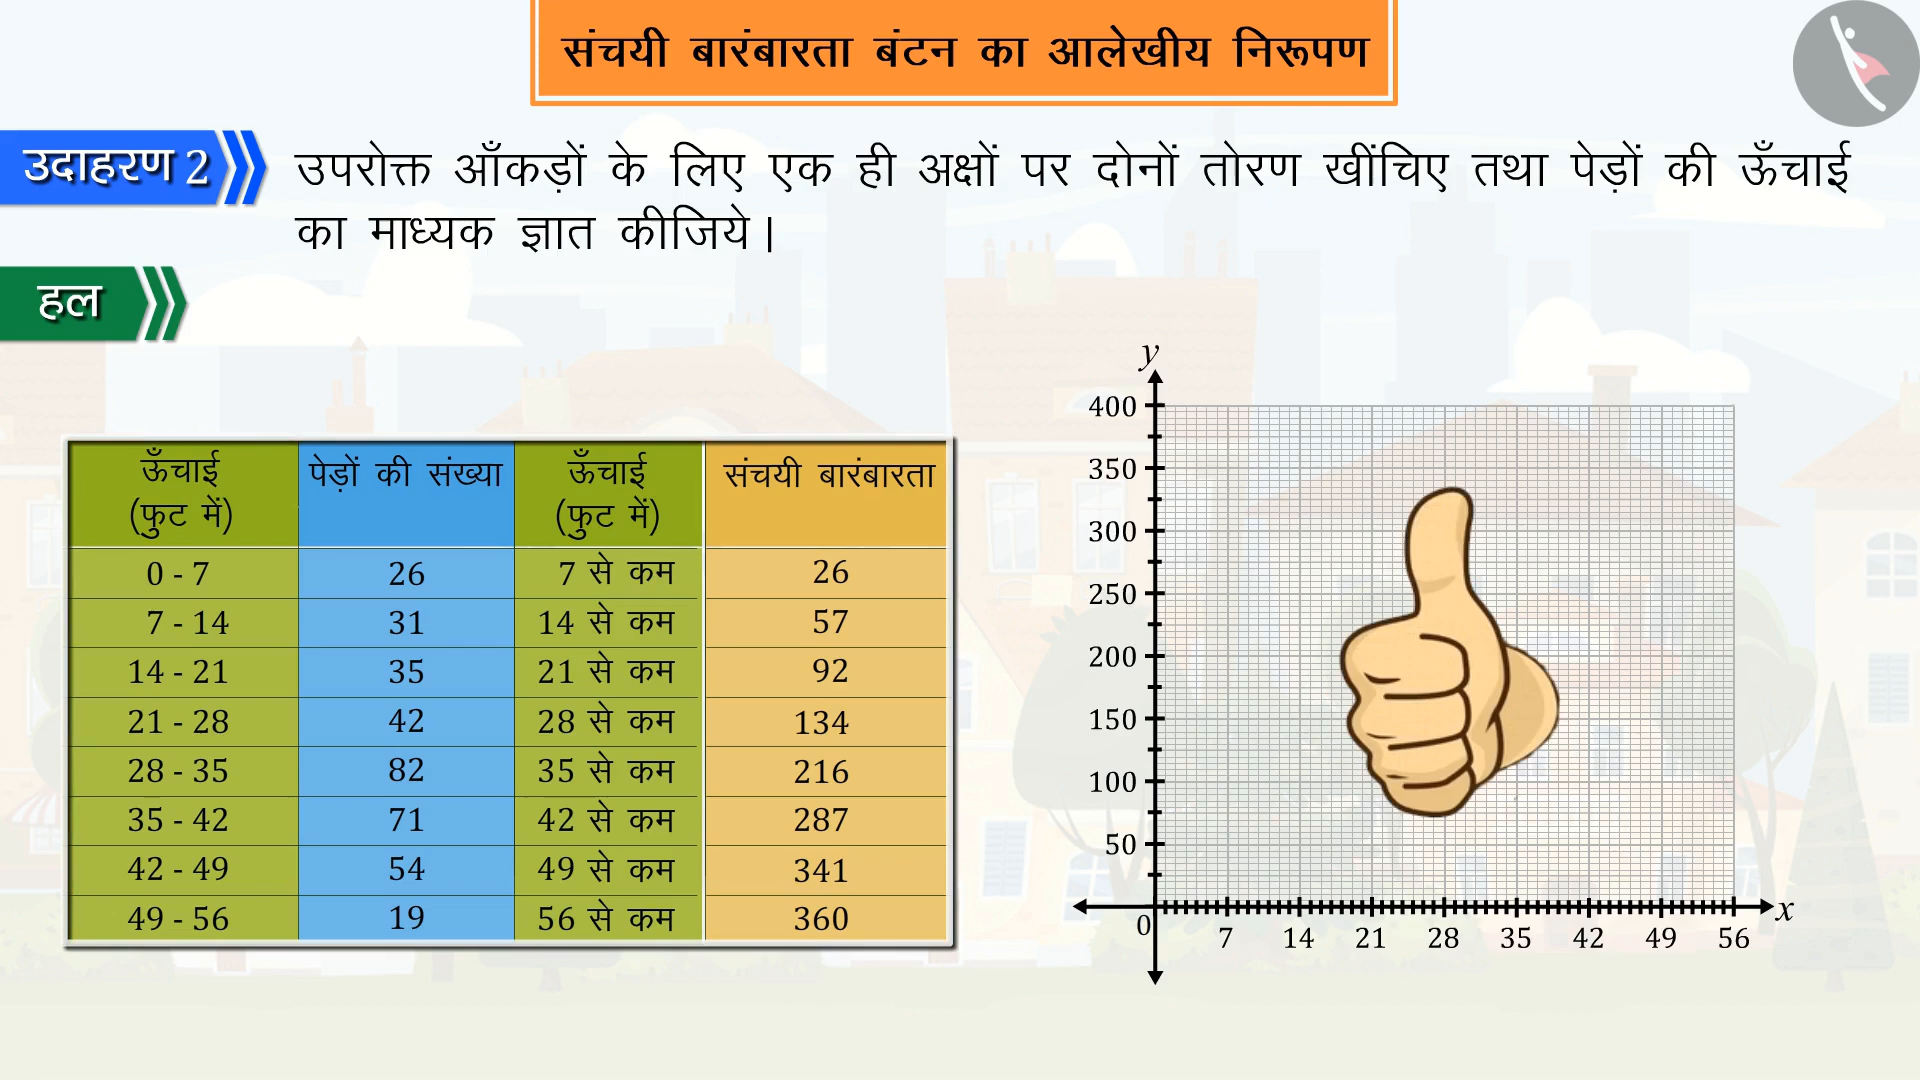 संचयी बारंबारता बंटन का आलेखीय निरूपण
उदाहरण 2
उपरोक्त आँकड़ों के लिए एक ही अक्षों पर दोनों तोरण खींचिए तथा पेड़ों की ऊँचाई
का माध्यक ज्ञात कीजिये।
हल
ऊँचाई (फुट में) पेड़ों की संख्या ऊँचाई (फुट में) संचयी बारंबारता
0 - 7 26 7 से कम 26
7 - 14 31 14 से कम 57
14 - 21 35 21 से कम 92
21 - 28 42 28 से कम 134
28 - 35 82 35 से कम 216
35 - 42 71 42 से कम 287
42 - 49 54 49 से कम 341
49 - 56 19 56 से कम 360
y
400
350
300
250
200
150
100
50
0
7 14 21 28 35 42 49 56
x